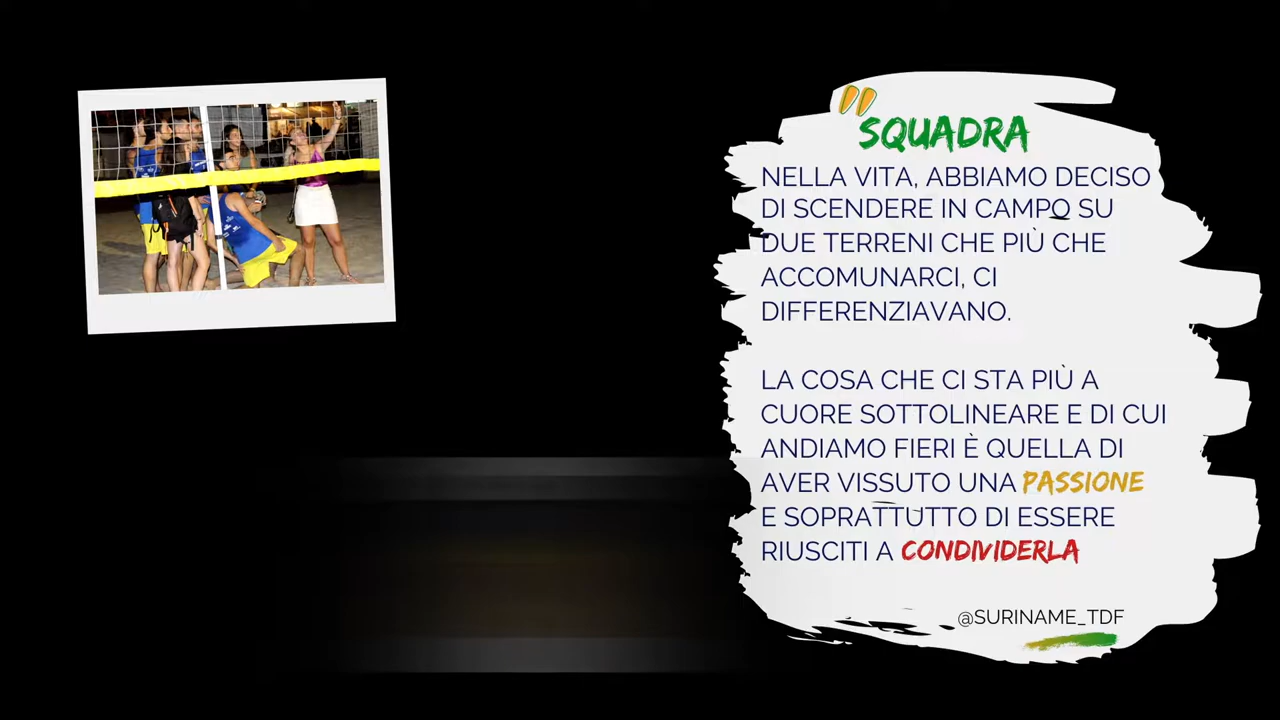 "
SQUADRA
NELLA VITA, ABBIAMO DECISO
DI SCENDERE IN CAMPO SU
DUE TERRENI CHE PIÙ CHE
ACCOMUNARCI, CI
DIFFERENZIAVANO.
LA COSA CHE CI STA PIÙ A
CUORE SOTTOLINEARE E DI CUI
ANDIAMO FIERI È QUELLA DI
AVER VISSUTO UNA PASSIONE
E SOPRATTUTTO DI ESSERE
RIUSCITI A CONDIVIDERLA
@SURINAME_TDF